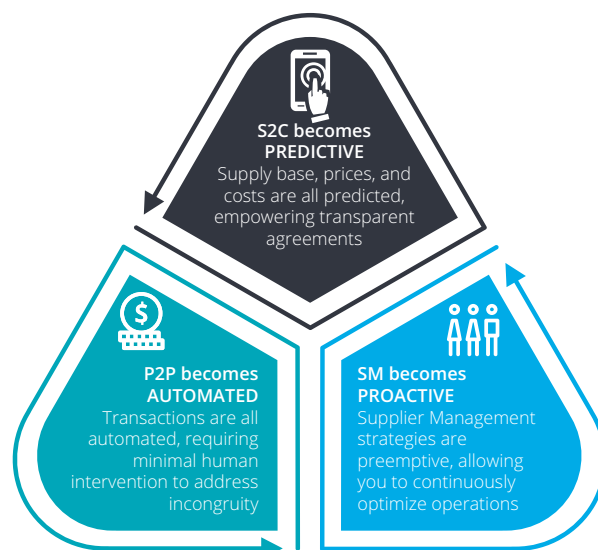 S2C becomes
PREDICTIVE
Supply base, prices, and
costs are all predicted,
empowering transparent
agreements
$
P2P becomes
AUTOMATED
Transactions are all
automated, requiring
minimal human
intervention to address
incongruity
SM becomes
PROACTIVE
Supplier Management
strategies are
preemptive, allowing
you to continuously
optimize operations